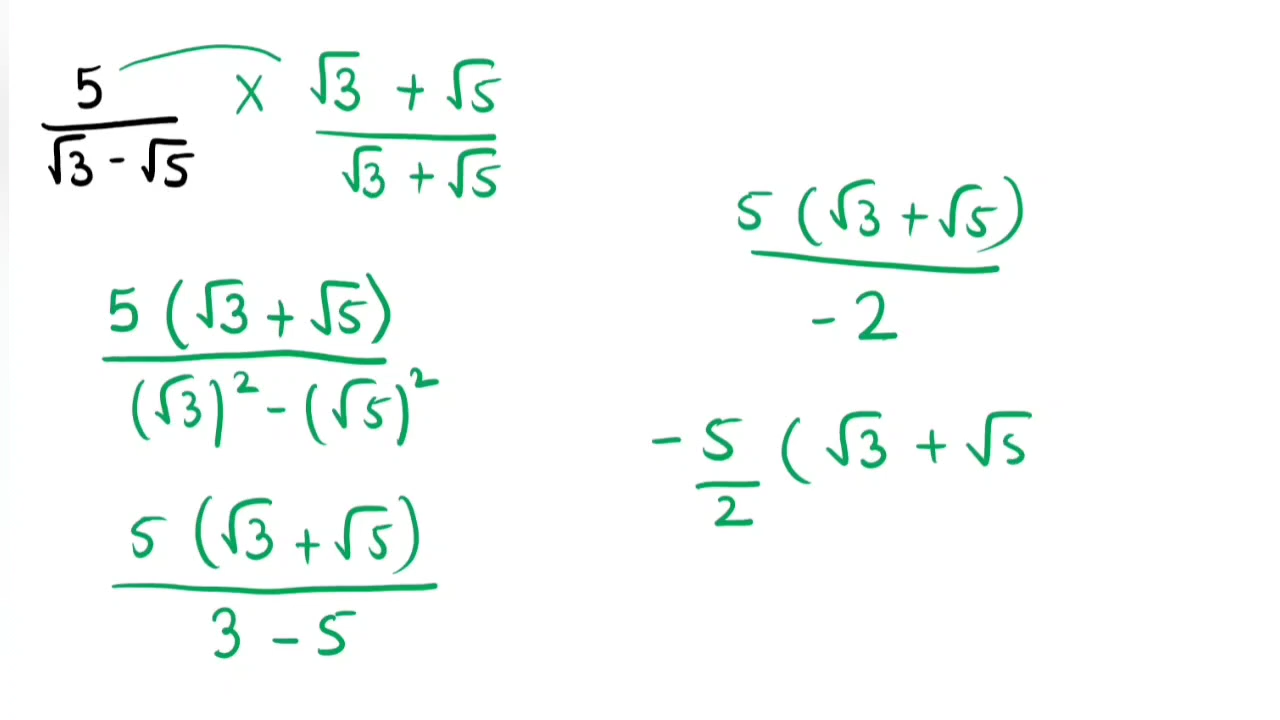 5/(√3 - √5) × (√3 + √5)/(√3 + √5)
5(√3 + √5)/((√3)² - (√5)²)
5(√3 + √5)/(3 - 5)
5(√3 + √5)/(-2)
-5/2 (√3 + √5